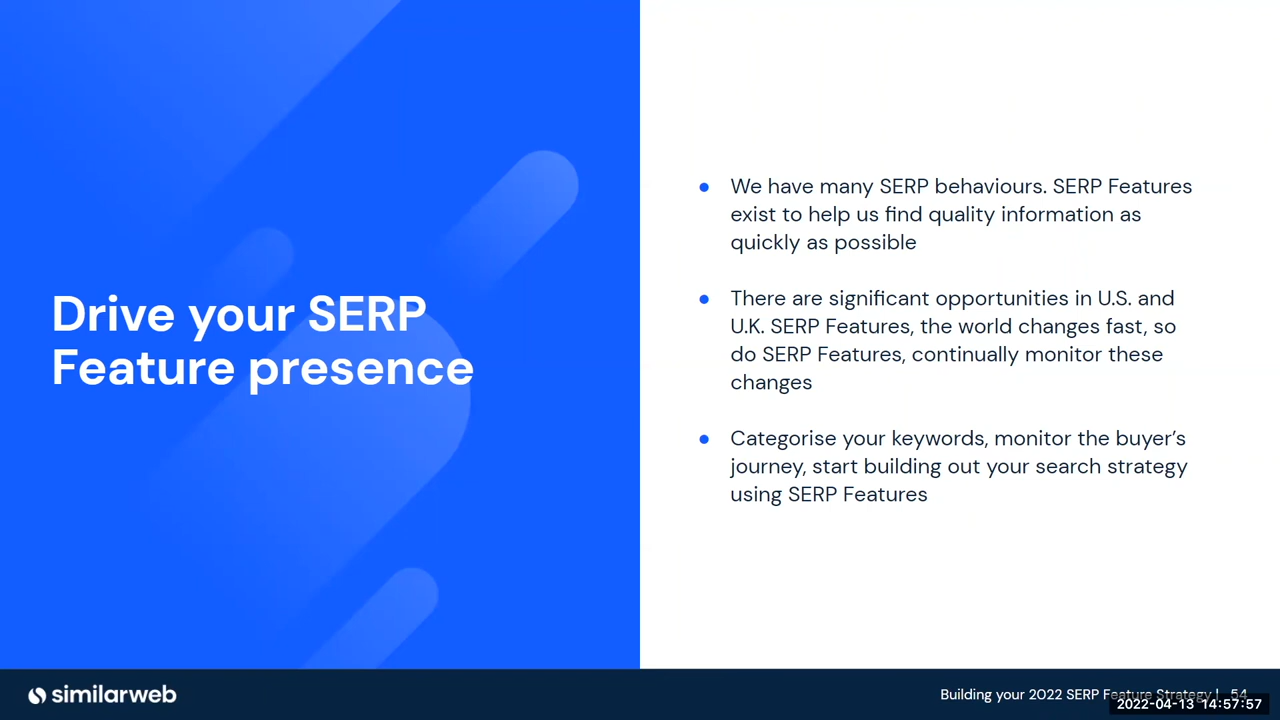 Drive your SERP
Feature presence
We have many SERP behaviours. SERP Features
exist to help us find quality information as
quickly as possible
There are significant opportunities in U.S. and
U.K. SERP Features, the world changes fast, so
do SERP Features, continually monitor these
changes
Categorise your keywords, monitor the buyer’s
journey, start building out your search strategy
using SERP Features
similarweb
Building your 2022 SERP Feature Strategy | 54
2022-04-13 14:57:57